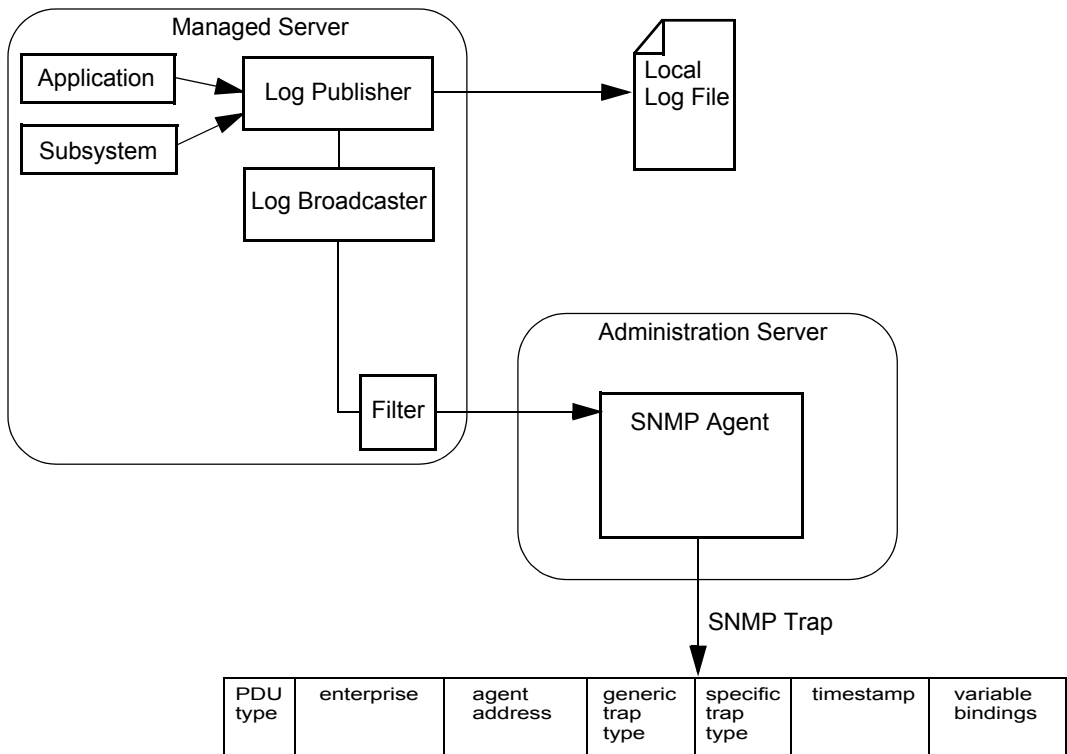 Managed Server
Application
Log Publisher
Subsystem
Log Broadcaster
Filter
Local
Log File
Administration Server
SNMP Agent
SNMP Trap
PDU
type
enterprise
agent
address
generic
trap
type
specific
trap
type
timestamp
variable
bindings